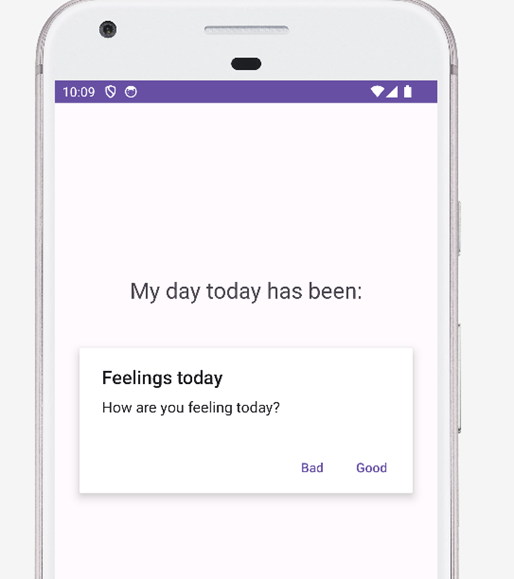 10:09
My day today has been:
Feelings today
How are you feeling today?
Bad Good